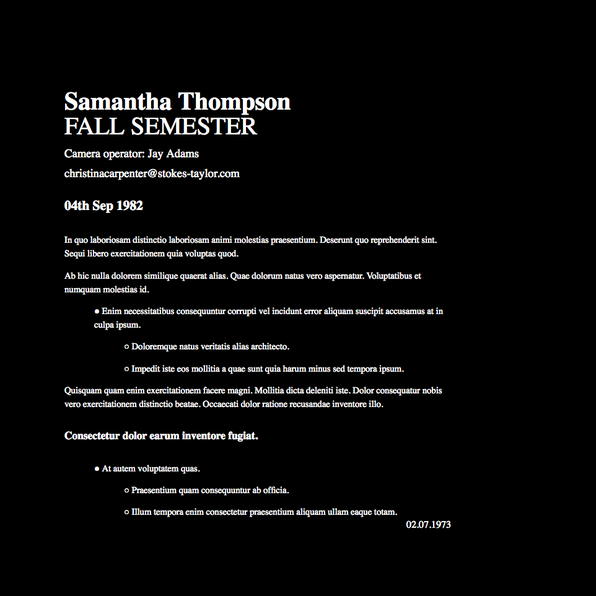 Samantha Thompson
FALL SEMESTER
Camera operator: Jay Adams
christinacarpenter@stokes-taylor.org
04th Sep 1982
In quo laboriosam distinctio laboriosam animi molestias praesentium. Deserunt quo reprehenderit sint.
Sequi libero exercitationem quia voluptas quod.
Ab hic nulla dolorem similique quaerat alias. Quae dolorum natus vero aspernatur. Voluptatibus et
numquam molestias id.
● Enim necessitatibus consequuntur corrupti vel incidunt error aliquam suscipit accusamus at in
culpa ipsum.
○ Doloremque natus veritatis alias architecto.
○ Impedit iste eos mollitia a quae sunt quia harum minus sed tempora ipsum.
Quisquam quam enim exercitationem facere magni. Mollitia dicta deleniti iste. Dolor consequatur nobis
vero exercitationem distinctio beatae. Occaecati dolor ratione recusandae inventore illo.
Consectetur dolor earum inventore fugiat.
● At autem voluptatem quas.
○ Praesentium quam consequuntur ab officia.
○ Illum tempora enim consectetur praesentium aliquam ullam eaque totam.
02.07.1973